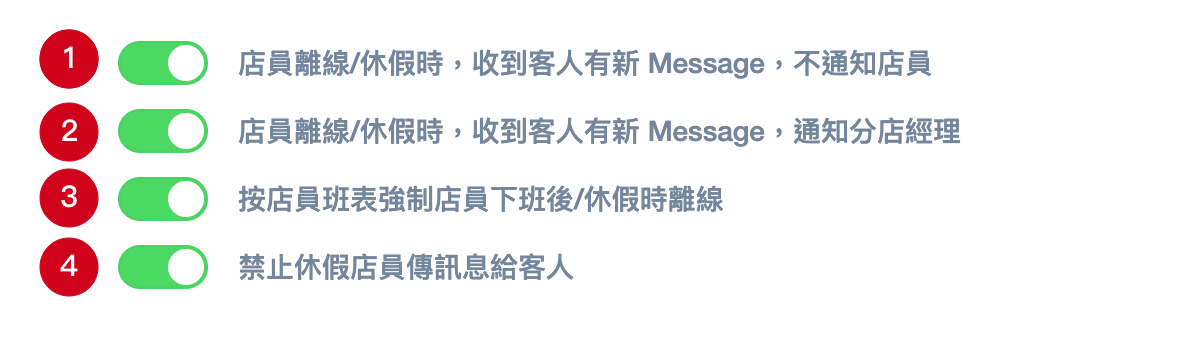 1 店員離線/休假時，收到客人有新 Message，不通知店員
2 店員離線/休假時，收到客人有新 Message，通知分店經理
3 按店員班表強制店員下班後/休假時離線
4 禁止休假店員傳訊息給客人